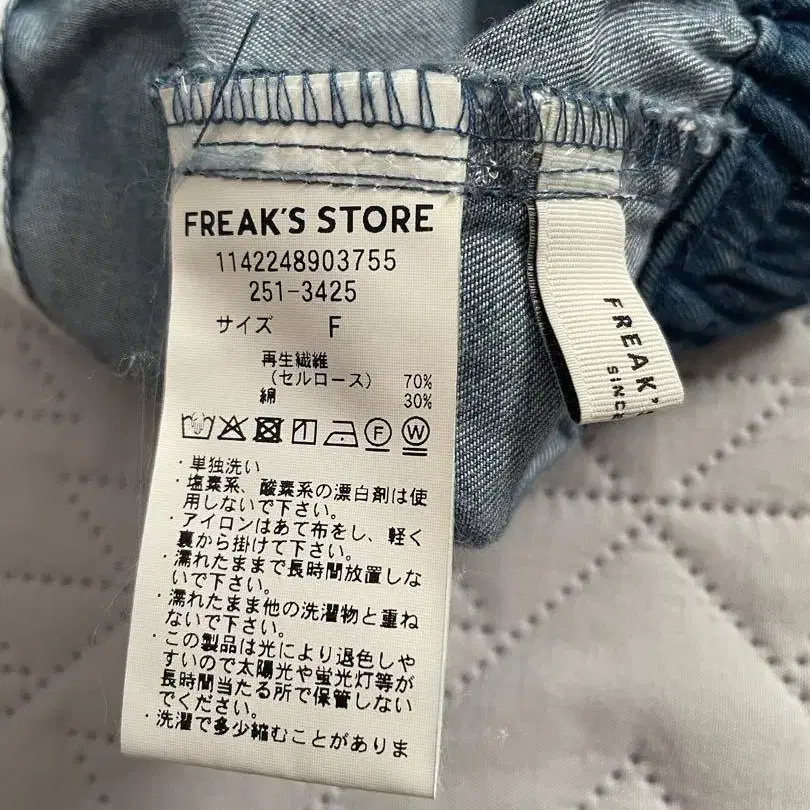 FREAK'S STORE
1142248903755
251-3425
サイズ F
再生繊維
(セルロース) 70%
綿 30%
F W
・単独洗い
・塩素系、酸素系の漂白剤は使
用しないで下さい。
・アイロンはあて布をし、軽く
裏から掛けて下さい。
・濡れたままで長時間放置しな
いで下さい。
・濡れたまま他の洗濯物と重ね
ないで下さい。
・この製品は光により退色しや
すいので太陽光や蛍光灯等が
長時間当たる所で保管しない
でください。
・洗濯で多少縮むことがありま
FREAK'S
SINCE